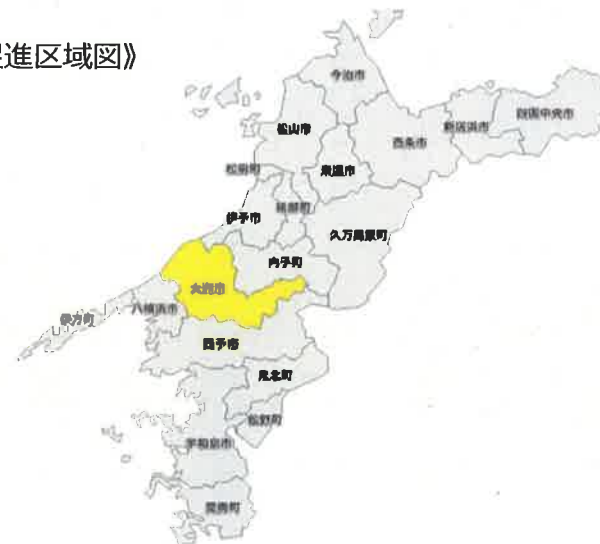 進区域図》
今治市
松山市
西条市
新居浜市
四国中央市
松前町
東温市
伊予市
砥部町
久万高原町
内子町
大洲市
八幡浜市
伊方町
西予市
鬼北町
松野町
宇和島市
愛南町